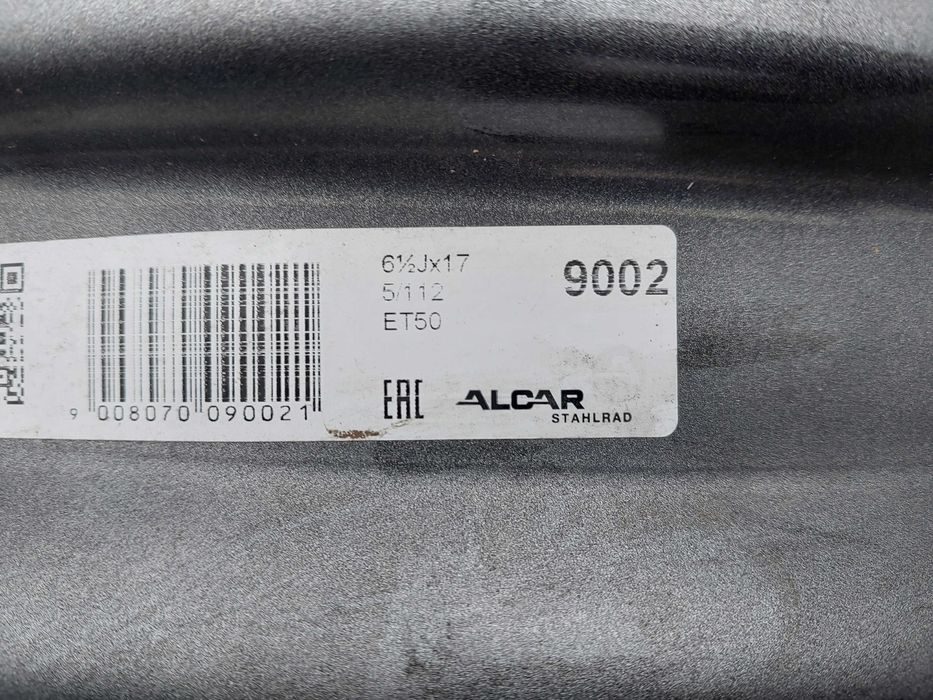 6½Jx17
5/112
ET50
9002
9 008070 090021
EAC
ALCAR
STAHLRAD